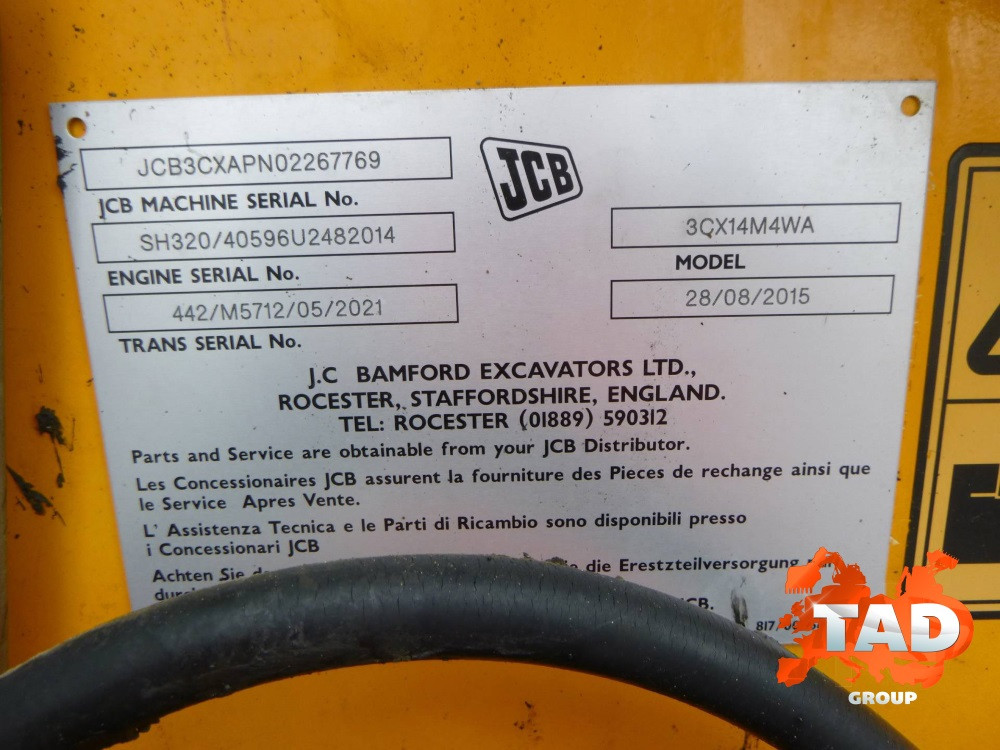 JCB3CXAPN02267769
JCB MACHINE SERIAL No.
JCB
SH320/40596U2482014
ENGINE SERIAL No.
3CX14M4WA
MODEL
442/M5712/05/2021
TRANS SERIAL No.
28/08/2015
J.C BAMFORD EXCAVATORS LTD.,
ROCESTER, STAFFORDSHIRE, ENGLAND.
TEL: ROCESTER (01889) 590312
Parts and Service are obtainable from your JCB Distributor.
Les Concessionaires JCB assurent la fourniture des Pieces de rechange ainsi que
le Service Apres Vente.
L' Assistenza Tecnica e le Parti di Ricambio sono disponibili presso
i Concessionari JCB
Achten Sie die Erestzteilversorgung
JCB.
TAD
GROUP